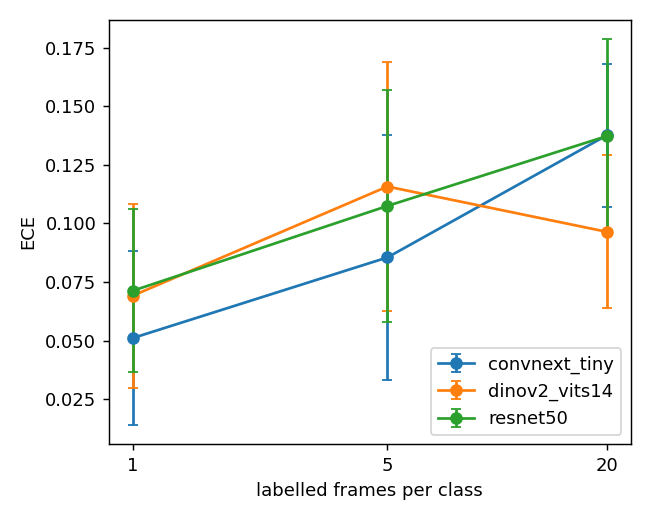 0.175
0.150
0.125
0.100
0.075
0.050
0.025
ECE
convnext_tiny
dinov2_vits14
resnet50
1 5 20
labelled frames per class